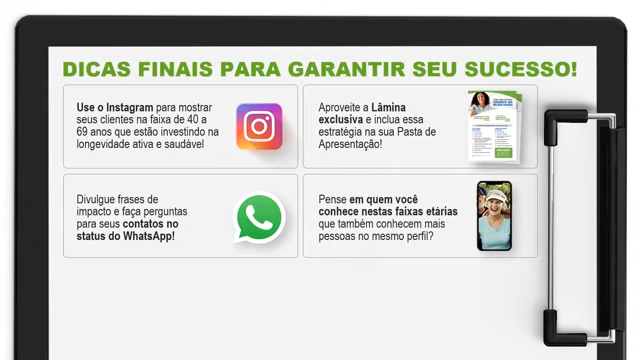 DICAS FINAIS PARA GARANTIR SEU SUCESSO!
Use o Instagram para mostrar
seus clientes na faixa de 40 a
69 anos que estão investindo na
longevidade ativa e saudável
Aproveite a Lâmina
exclusiva e inclua essa
estratégia na sua Pasta de
Apresentação!
Divulgue frases de
impacto e faça perguntas
para seus contatos no
status do WhatsApp!
Pense em quem você
conhece nestas faixas etárias
que também conhecem mais
pessoas no mesmo perfil?